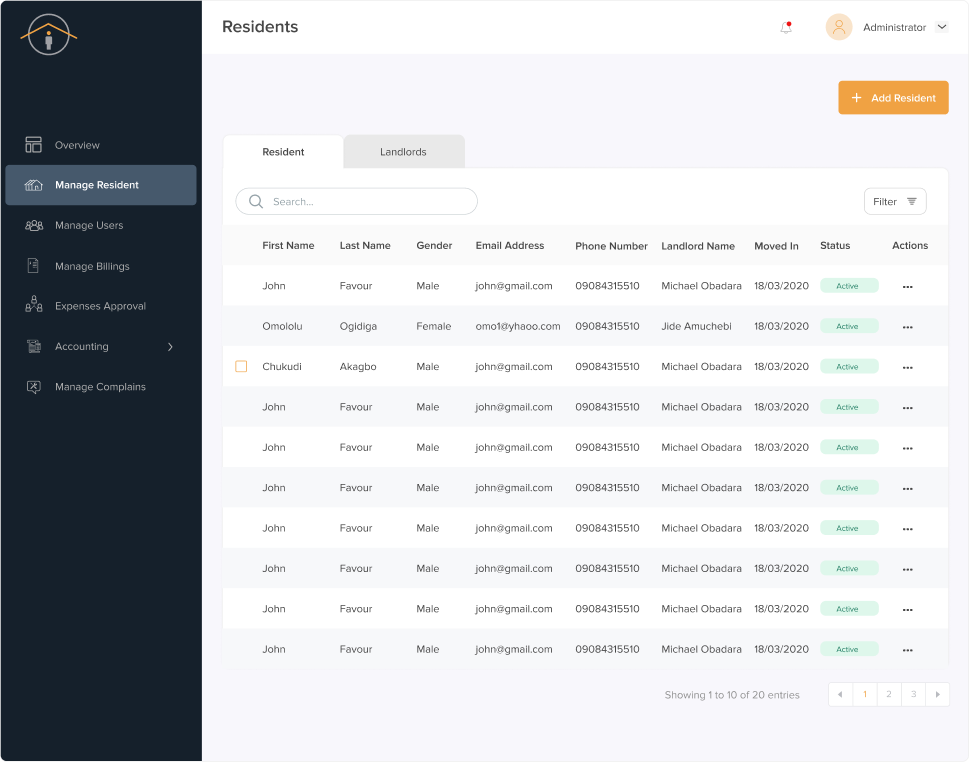 Residents
Administrator
Add Resident
Overview
Manage Resident
Manage Users
Manage Billings
Expenses Approval
Accounting
Manage Complains
Resident Landlords
Search...
Filter
First Name Last Name Gender Email Address Phone Number Landlord Name Moved In Status Actions
John Favour Male john@gmail.com 09084315510 Michael Obadara 18/03/2020 Active ...
Omololu Ogidiga Female omo1@yhaoo.com 09084315510 Jide Amuchebi 18/03/2020 Active ...
Chukudi Akagbo Male john@gmail.com 09084315510 Michael Obadara 18/03/2020 Active ...
John Favour Male john@gmail.com 09084315510 Michael Obadara 18/03/2020 Active ...
John Favour Male john@gmail.com 09084315510 Michael Obadara 18/03/2020 Active ...
John Favour Male john@gmail.com 09084315510 Michael Obadara 18/03/2020 Active ...
John Favour Male john@gmail.com 09084315510 Michael Obadara 18/03/2020 Active ...
John Favour Male john@gmail.com 09084315510 Michael Obadara 18/03/2020 Active ...
John Favour Male john@gmail.com 09084315510 Michael Obadara 18/03/2020 Active ...
John Favour Male john@gmail.com 09084315510 Michael Obadara 18/03/2020 Active ...
Showing 1 to 10 of 20 entries 1 2 3